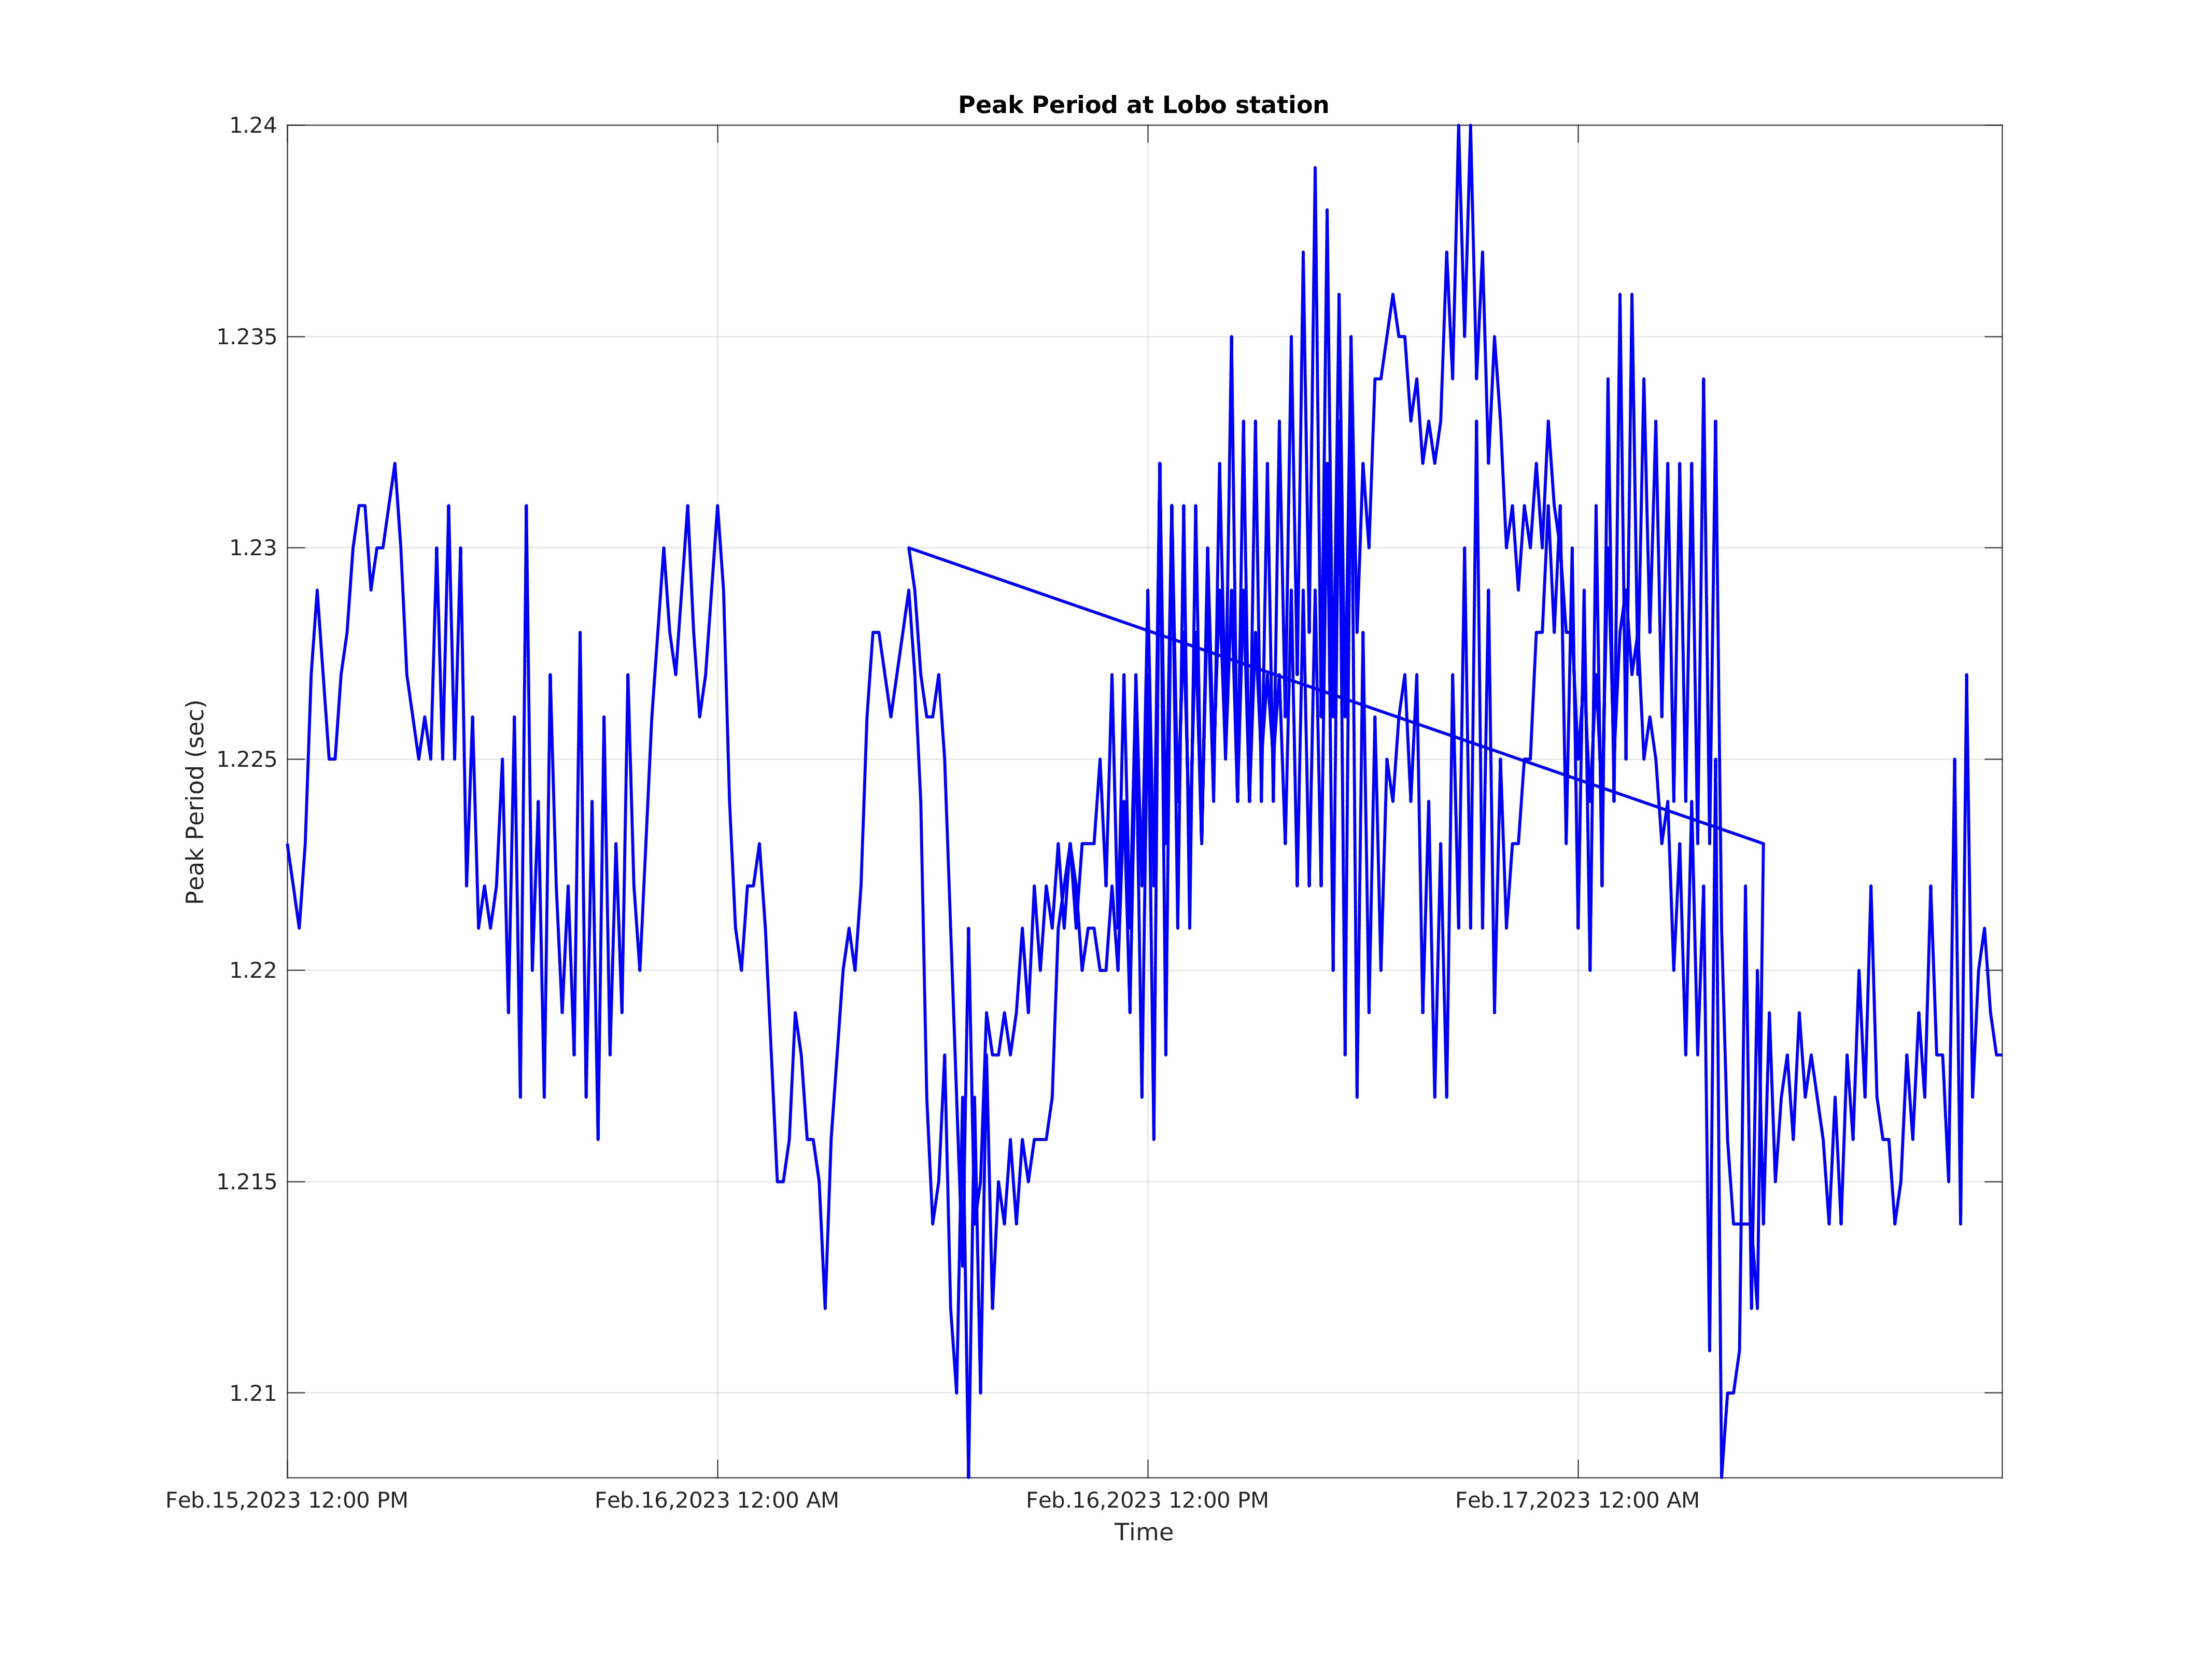 Peak Period at Lobo station
1.24
1.235
1.23
1.225
1.22
1.215
1.21
Peak Period (sec)
Feb.15,2023 12:00 PM
Feb.16,2023 12:00 AM
Feb.16,2023 12:00 PM
Feb.17,2023 12:00 AM
Time